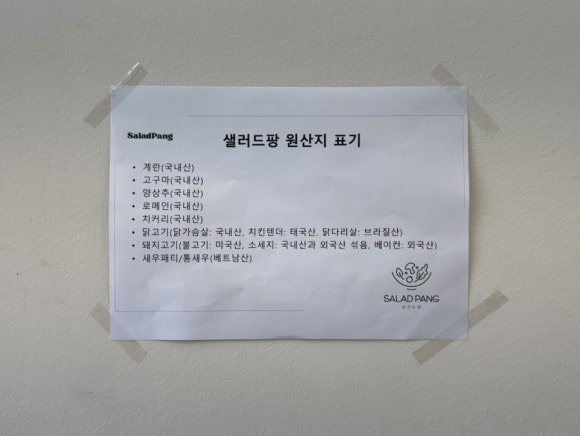 SaladPang
샐러드팡 원산지 표기
• 계란(국내산)
• 고구마(국내산)
• 양상추(국내산)
• 로메인(국내산)
• 치커리(국내산)
• 닭고기(닭가슴살: 국내산, 치킨텐더: 태국산, 닭다리살: 브라질산)
• 돼지고기(불고기: 미국산, 소세지: 국내산과 외국산 섞음, 베이컨: 외국산)
• 새우패티/통새우(베트남산)
SALAD PANG